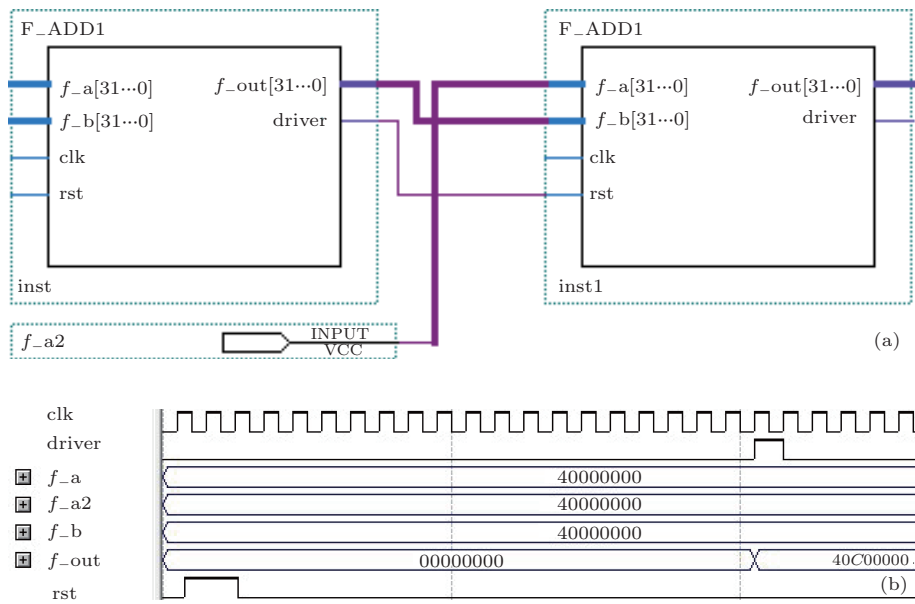 F_ADD1
f_a[31···0]
f_out[31···0]
f_b[31···0]
driver
clk
rst
inst
F_ADD1
f_a[31···0]
f_out[31···0]
f_b[31···0]
driver
clk
rst
inst1
f_a2
INPUT
VCC
(a)
clk
driver
f_a
40000000
f_a2
40000000
f_b
40000000
f_out
00000000
40C00000
rst
(b)